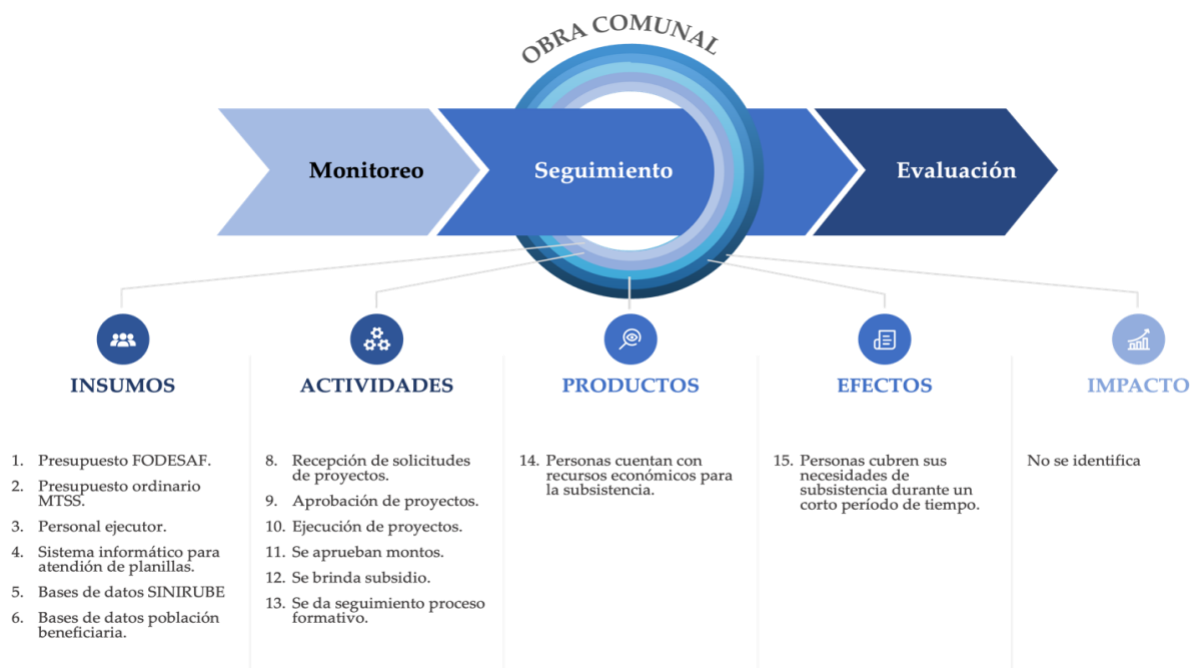 OBRA COMUNAL
Monitoreo
Seguimiento
Evaluación
INSUMOS
1. Presupuesto FODESAF.
2. Presupuesto ordinario
MTSS.
3. Personal ejecutor.
4. Sistema informático para
atención de planillas.
5. Bases de datos SINIRUBE
6. Bases de datos población
beneficiaria.
ACTIVIDADES
8. Recepción de solicitudes
de proyectos.
9. Aprobación de proyectos.
10. Ejecución de proyectos.
11. Se aprueban montos.
12. Se brinda subsidio.
13. Se da seguimiento proceso
formativo.
PRODUCTOS
14. Personas cuentan con
recursos económicos para
la subsistencia.
EFECTOS
15. Personas cubren sus
necesidades de
subsistencia durante un
corto período de tiempo.
IMPACTO
No se identifica